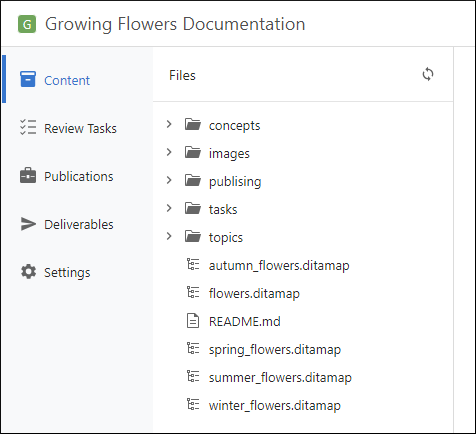 G Growing Flowers Documentation
Content
Review Tasks
Publications
Deliverables
Settings
Files
concepts
images
publising
tasks
topics
autumn_flowers.ditamap
flowers.ditamap
README.md
spring_flowers.ditamap
summer_flowers.ditamap
winter_flowers.ditamap